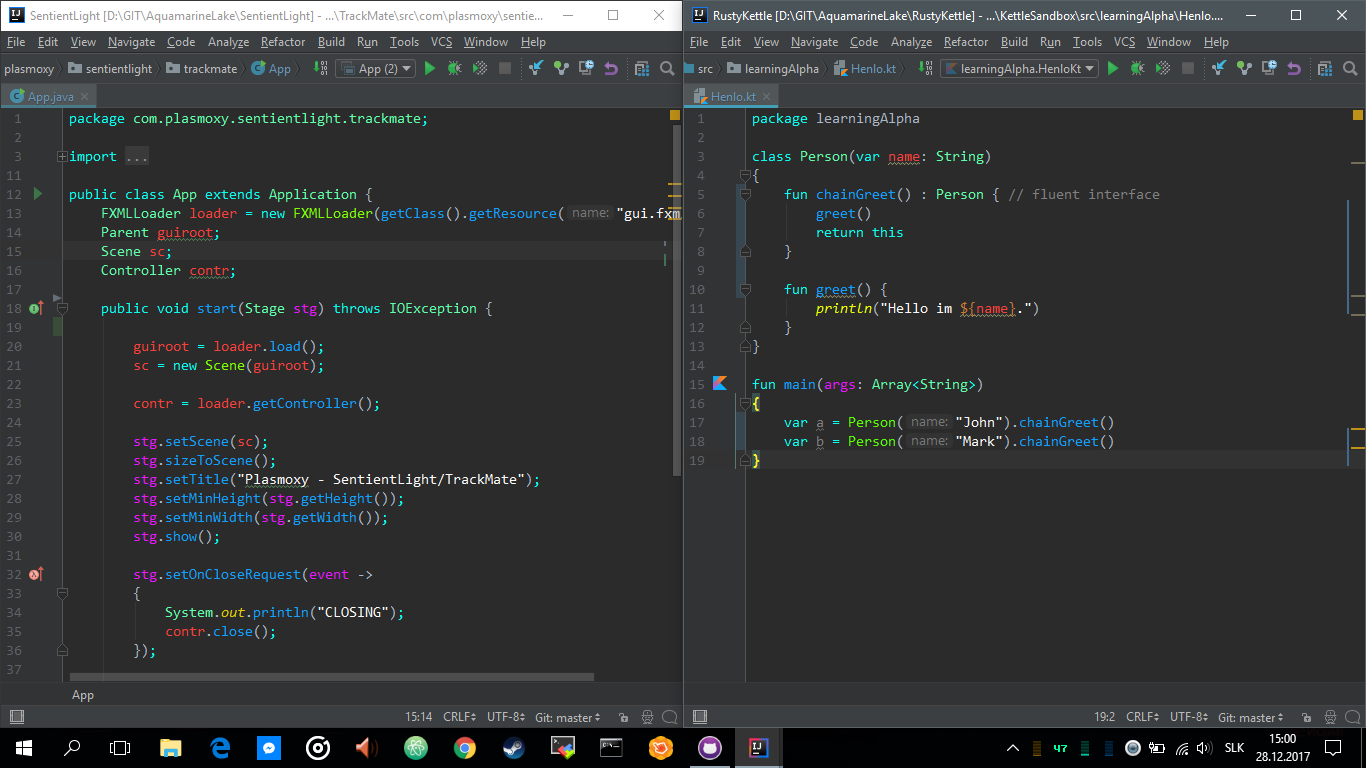 SentientLight [D:\GIT\AquamarineLake\SentientLight] - ...\TrackMate\src\com\plasmoxy\sentie...
File Edit View Navigate Code Analyze Refactor Build Run Tools VCS Window Help
plasmoxy sentientlight trackmate App App (2)
App.java
1 package com.plasmoxy.sentientlight.trackmate;
2
3 import ...
11
12 public class App extends Application {
13 FXMLLoader loader = new FXMLLoader(getClass().getResource( name: "gui.fxm
14 Parent guiroot;
15 Scene sc;
16 Controller contr;
17
18 public void start(Stage stg) throws IOException {
19
20 guiroot = loader.load();
21 sc = new Scene(guiroot);
22
23 contr = loader.getController();
24
25 stg.setScene(sc);
26 stg.sizeToScene();
27 stg.setTitle("Plasmoxy - SentientLight/TrackMate");
28 stg.setMinHeight(stg.getHeight());
29 stg.setMinWidth(stg.getWidth());
30 stg.show();
31
32 stg.setOnCloseRequest(event ->
33 {
34 System.out.println("CLOSING");
35 contr.close();
36 });
37
App
15:14 CRLF UTF-8 Git: master
RustyKettle [D:\GIT\AquamarineLake\RustyKettle] - ...\KettleSandbox\src\learningAlpha\Henlo....
File Edit View Navigate Code Analyze Refactor Build Run Tools VCS Window Help
src learningAlpha Henlo.kt learningAlpha.HenloKt
Henlo.kt
1 package learningAlpha
2
3 class Person(var name: String)
4 {
5 fun chainGreet() : Person { // fluent interface
6 greet()
7 return this
8 }
9
10 fun greet() {
11 println("Hello im ${name}.")
12 }
13 }
14
15 fun main(args: Array<String>)
16 {
17 var a = Person( name: "John").chainGreet()
18 var b = Person( name: "Mark").chainGreet()
19 }
19:2 CRLF UTF-8 Git: master
47 SLK 15:00
28.12.2017